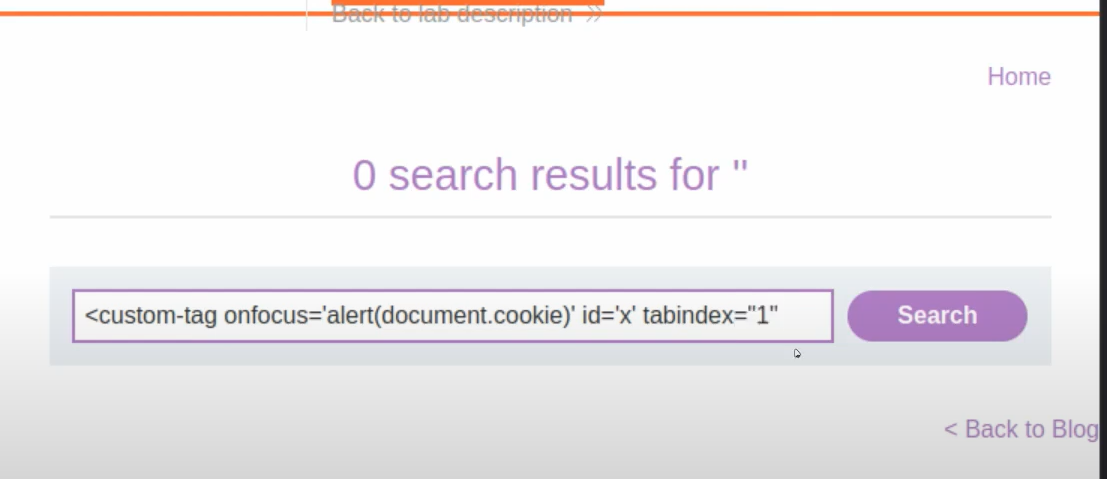 Back to lab description »
Home
0 search results for ''
<custom-tag onfocus='alert(document.cookie)' id='x' tabindex="1"
Search
< Back to Blog